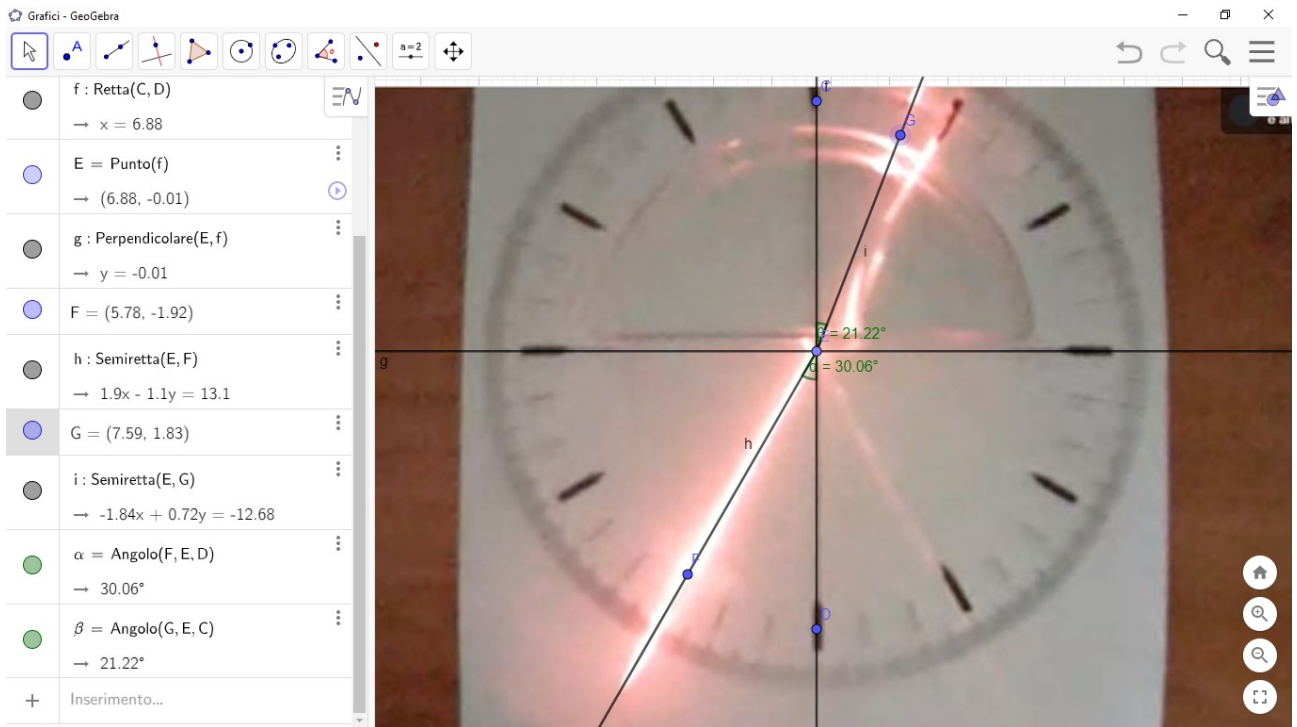 Grafici - GeoGebra
A
a=2
f : Retta(C, D)
→ x = 6.88
E = Punto(f)
→ (6.88, -0.01)
g : Perpendicolare(E, f)
→ y = -0.01
F = (5.78, -1.92)
h : Semiretta(E, F)
→ 1.9x - 1.1y = 13.1
G = (7.59, 1.83)
i : Semiretta(E, G)
→ -1.84x + 0.72y = -12.68
α = Angolo(F, E, D)
→ 30.06°
β = Angolo(G, E, C)
→ 21.22°
+ Inserimento...
G
i
= 21.22°
g
α = 30.06°
h
F
D